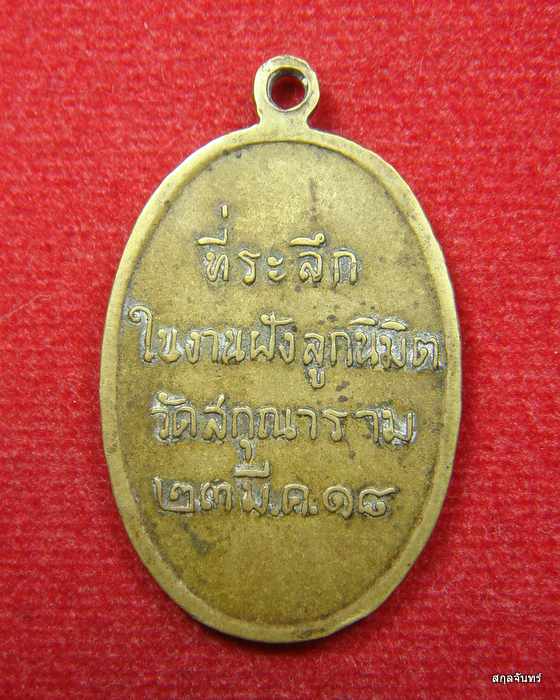 ที่ระลึก
ในงานฝังลูกนิมิต
วัดสกุณาราม
๒๓ มี.ค.๑๘
สกุลจันทร์